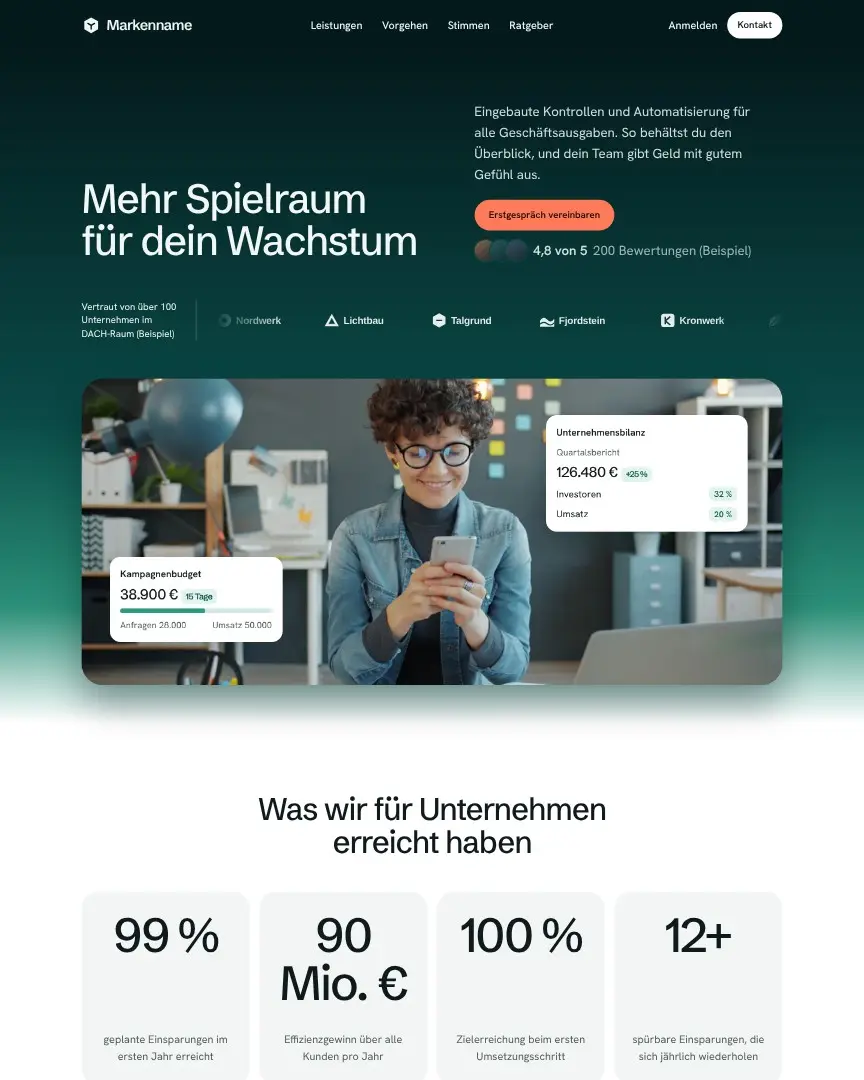 Markenname
Leistungen Vorgehen Stimmen Ratgeber
Anmelden Kontakt
Mehr Spielraum
für dein Wachstum
Eingebaute Kontrollen und Automatisierung für
alle Geschäftsausgaben. So behältst du den
Überblick, und dein Team gibt Geld mit gutem
Gefühl aus.
Erstgespräch vereinbaren
4,8 von 5 200 Bewertungen (Beispiel)
Vertraut von über 100
Unternehmen im
DACH-Raum (Beispiel)
Nordwerk Lichtbau Talgrund Fjordstein Kronwerk
Unternehmensbilanz
Quartalsbericht
126.480 € +25 %
Investoren 32 %
Umsatz 20 %
Kampagnenbudget
38.900 € 15 Tage
Anfragen 28.000 Umsatz 50.000
Was wir für Unternehmen
erreicht haben
99 %
geplante Einsparungen im
ersten Jahr erreicht
90
Mio. €
Effizienzgewinn über alle
Kunden pro Jahr
100 %
Zielerreichung beim ersten
Umsetzungsschritt
12+
spürbare Einsparungen, die
sich jährlich wiederholen